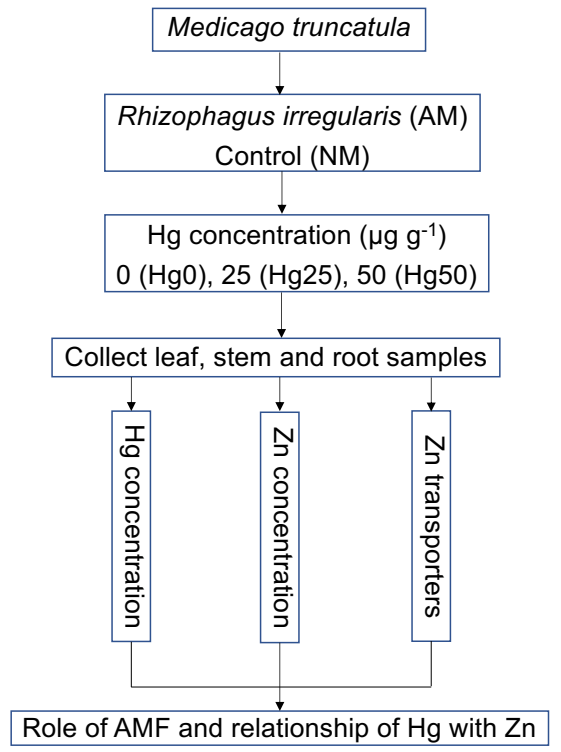 Medicago truncatula
Rhizophagus irregularis (AM)
Control (NM)
Hg concentration (µg g⁻¹)
0 (Hg0), 25 (Hg25), 50 (Hg50)
Collect leaf, stem and root samples
Hg concentration
Zn concentration
Zn transporters
Role of AMF and relationship of Hg with Zn